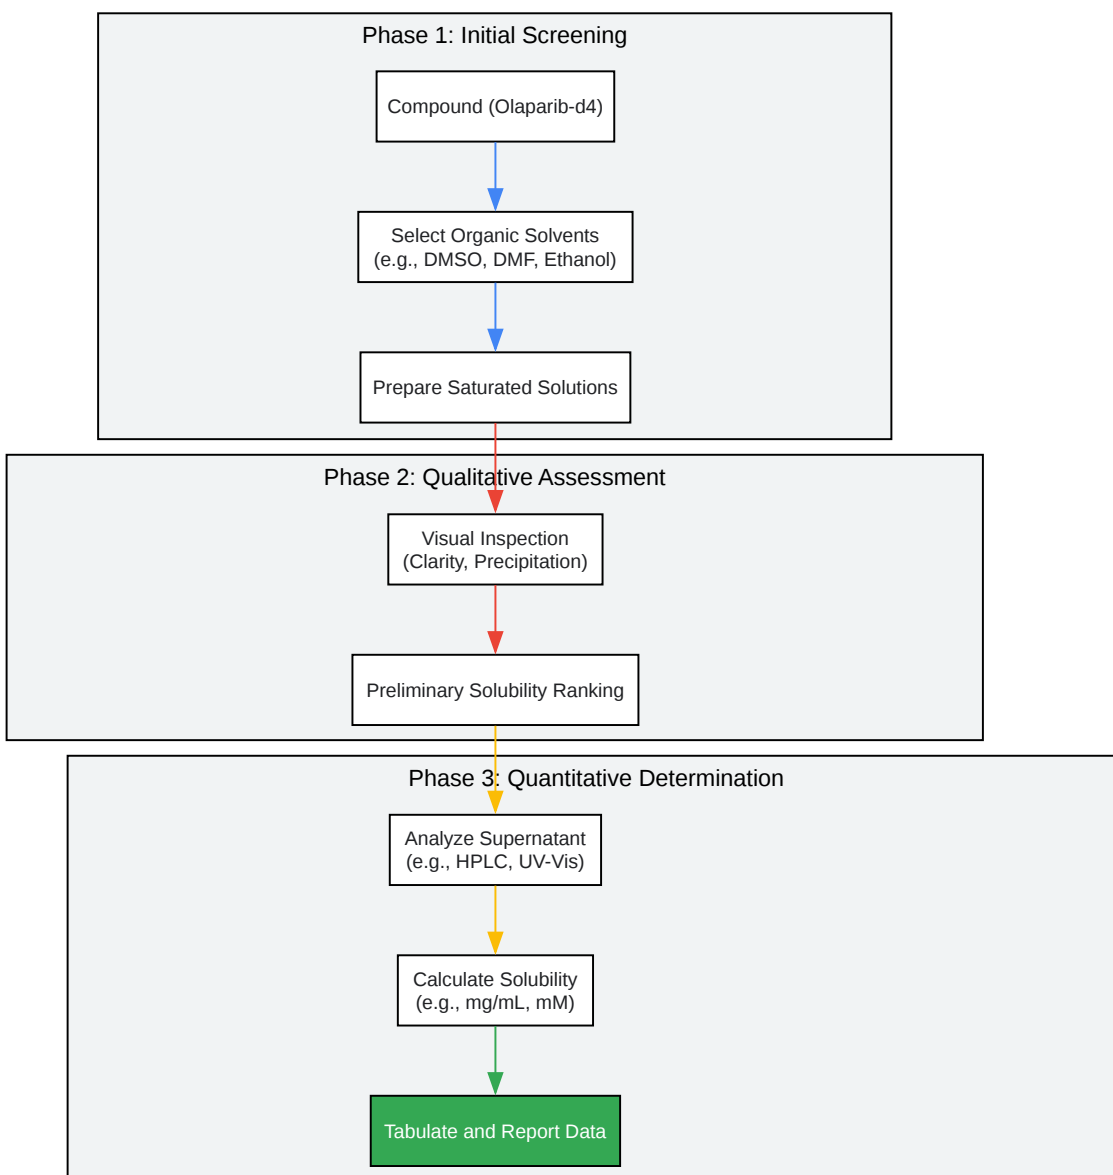 Phase 1: Initial Screening
Compound (Olaparib-d4)
Select Organic Solvents
(e.g., DMSO, DMF, Ethanol)
Prepare Saturated Solutions
Phase 2: Qualitative Assessment
Visual Inspection
(Clarity, Precipitation)
Preliminary Solubility Ranking
Phase 3: Quantitative Determination
Analyze Supernatant
(e.g., HPLC, UV-Vis)
Calculate Solubility
(e.g., mg/mL, mM)
Tabulate and Report Data